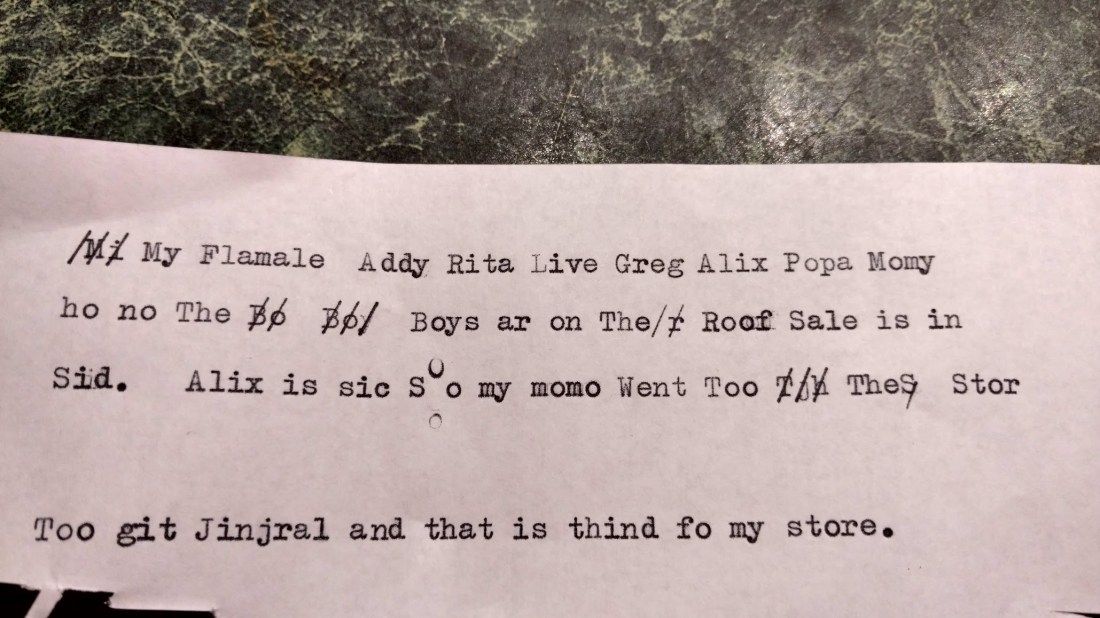 My Flamale Addy Rita Live Greg Alix Popa Momy
ho no The Boys ar on The Roof Sale is in
Sid. Alix is sic So my momo Went Too The Stor
Too git Jinjral and that is thind fo my store.